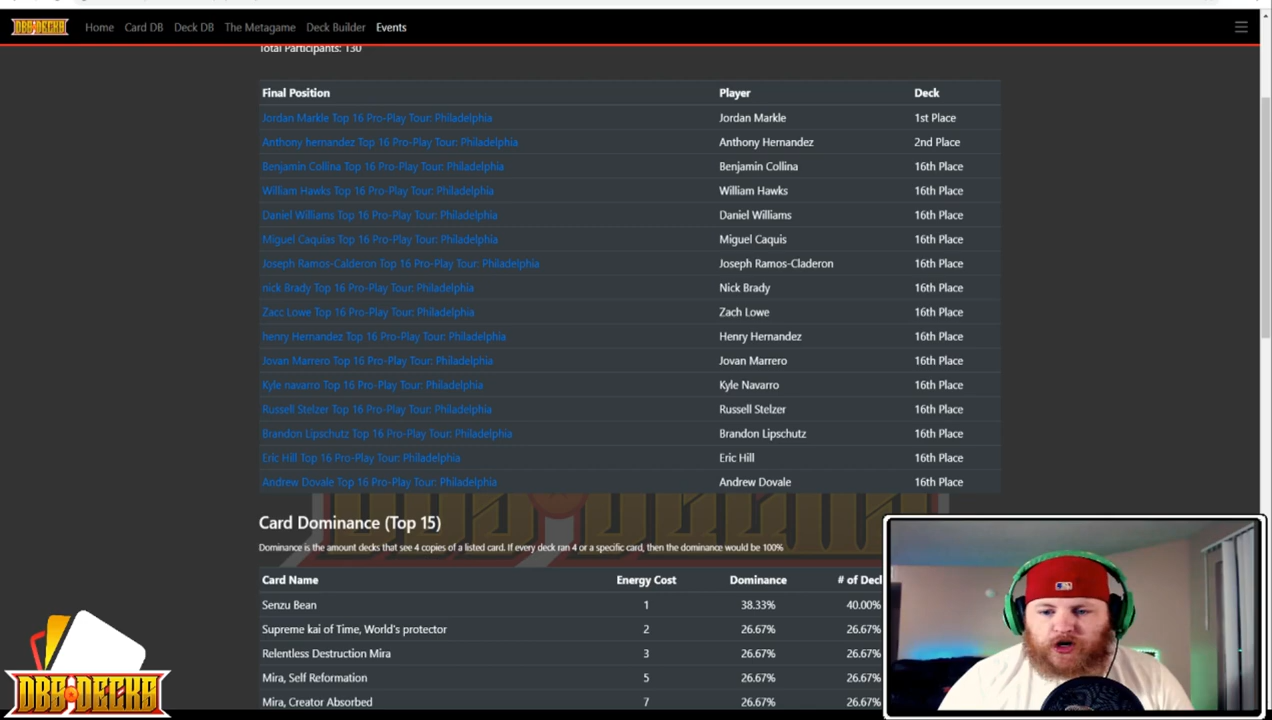 DBS DECKS Home Card DB Deck DB The Metagame Deck Builder Events
Total Participants: 130
Final Position Player Deck
Jordan Markle Top 16 Pro-Play Tour: Philadelphia Jordan Markle 1st Place
Anthony hernandez Top 16 Pro-Play Tour: Philadelphia Anthony Hernandez 2nd Place
Benjamin Collina Top 16 Pro-Play Tour: Philadelphia Benjamin Collina 16th Place
William Hawks Top 16 Pro-Play Tour: Philadelphia William Hawks 16th Place
Daniel Williams Top 16 Pro-Play Tour: Philadelphia Daniel Williams 16th Place
Miguel Caquias Top 16 Pro-Play Tour: Philadelphia Miguel Caquis 16th Place
Joseph Ramos-Calderon Top 16 Pro-Play Tour: Philadelphia Joseph Ramos-Claderon 16th Place
nick Brady Top 16 Pro-Play Tour: Philadelphia Nick Brady 16th Place
Zacc Lowe Top 16 Pro-Play Tour: Philadelphia Zach Lowe 16th Place
henry Hernandez Top 16 Pro-Play Tour: Philadelphia Henry Hernandez 16th Place
Jovan Marrero Top 16 Pro-Play Tour: Philadelphia Jovan Marrero 16th Place
Kyle navarro Top 16 Pro-Play Tour: Philadelphia Kyle Navarro 16th Place
Russell Stelzer Top 16 Pro-Play Tour: Philadelphia Russell Stelzer 16th Place
Brandon Lipschutz Top 16 Pro-Play Tour: Philadelphia Brandon Lipschutz 16th Place
Eric Hill Top 16 Pro-Play Tour: Philadelphia Eric Hill 16th Place
Andrew Dovale Top 16 Pro-Play Tour: Philadelphia Andrew Dovale 16th Place
Card Dominance (Top 15)
Dominance is the amount decks that see 4 copies of a listed card. If every deck ran 4 or a specific card, then the dominance would be 100%
Card Name Energy Cost Dominance # of Decl
Senzu Bean 1 38.33% 40.00%
Supreme kai of Time, World's protector 2 26.67% 26.67%
Relentless Destruction Mira 3 26.67% 26.67%
Mira, Self Reformation 5 26.67% 26.67%
Mira, Creator Absorbed 7 26.67% 26.67%
DBS DECKS